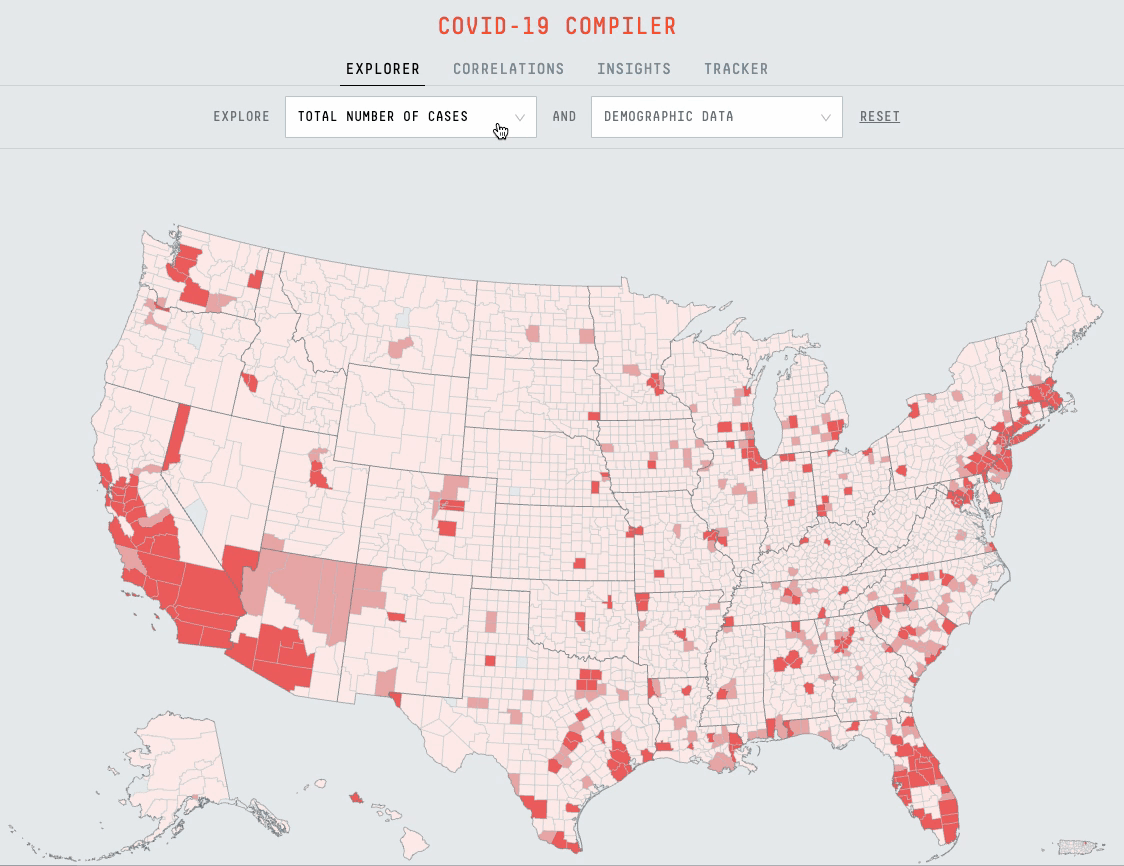 COVID-19 COMPILER
EXPLORER CORRELATIONS INSIGHTS TRACKER
EXPLORE TOTAL NUMBER OF CASES AND DEMOGRAPHIC DATA RESET